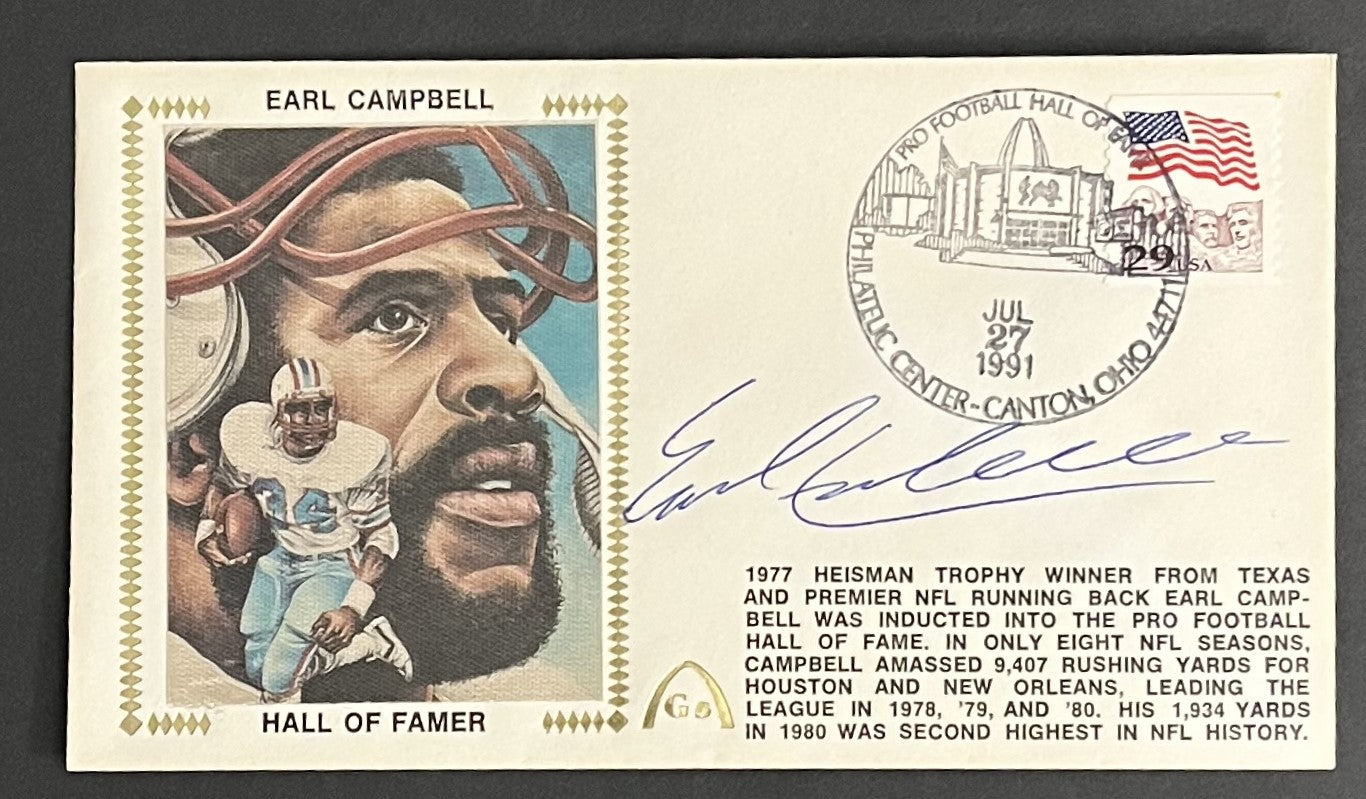 EARL CAMPBELL
HALL OF FAMER
PRO FOOTBALL HALL OF FAME
PHILATELIC CENTER-CANTON, OHIO 44711
JUL
27
1991
29 USA
Earl Campbell
1977 HEISMAN TROPHY WINNER FROM TEXAS
AND PREMIER NFL RUNNING BACK EARL CAMP-
BELL WAS INDUCTED INTO THE PRO FOOTBALL
HALL OF FAME. IN ONLY EIGHT NFL SEASONS,
CAMPBELL AMASSED 9,407 RUSHING YARDS FOR
HOUSTON AND NEW ORLEANS, LEADING THE
LEAGUE IN 1978, '79, AND '80. HIS 1,934 YARDS
IN 1980 WAS SECOND HIGHEST IN NFL HISTORY.